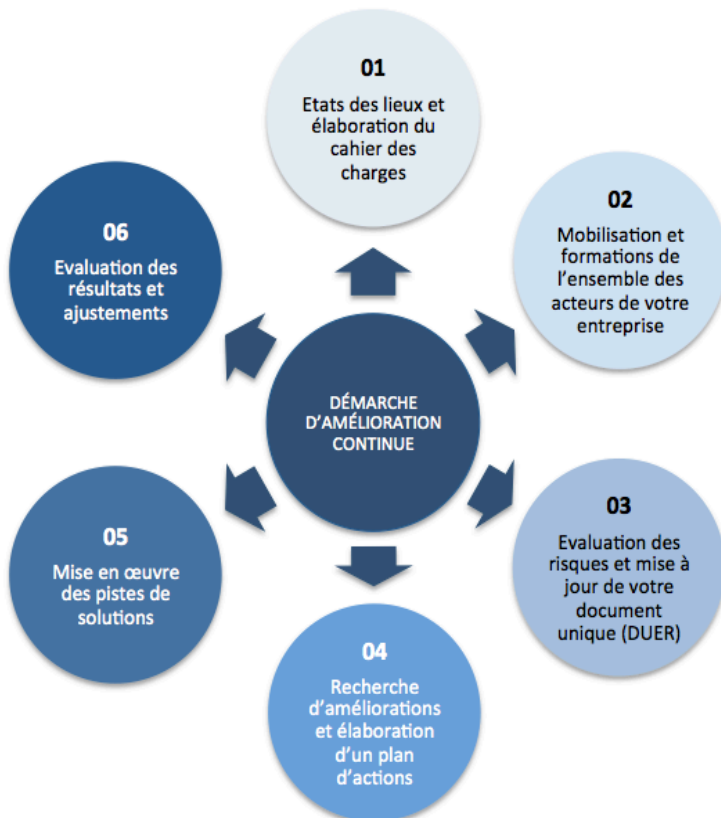 01
Etats des lieux et
élaboration du
cahier des
charges
02
Mobilisation et
formations de
l'ensemble des
acteurs de votre
entreprise
03
Evaluation des
risques et mise à
jour de votre
document
unique (DUER)
04
Recherche
d'améliorations
et élaboration
d'un plan
d'actions
05
Mise en œuvre
des pistes de
solutions
06
Evaluation des
résultats et
ajustements
DÉMARCHE
D'AMÉLIORATION
CONTINUE